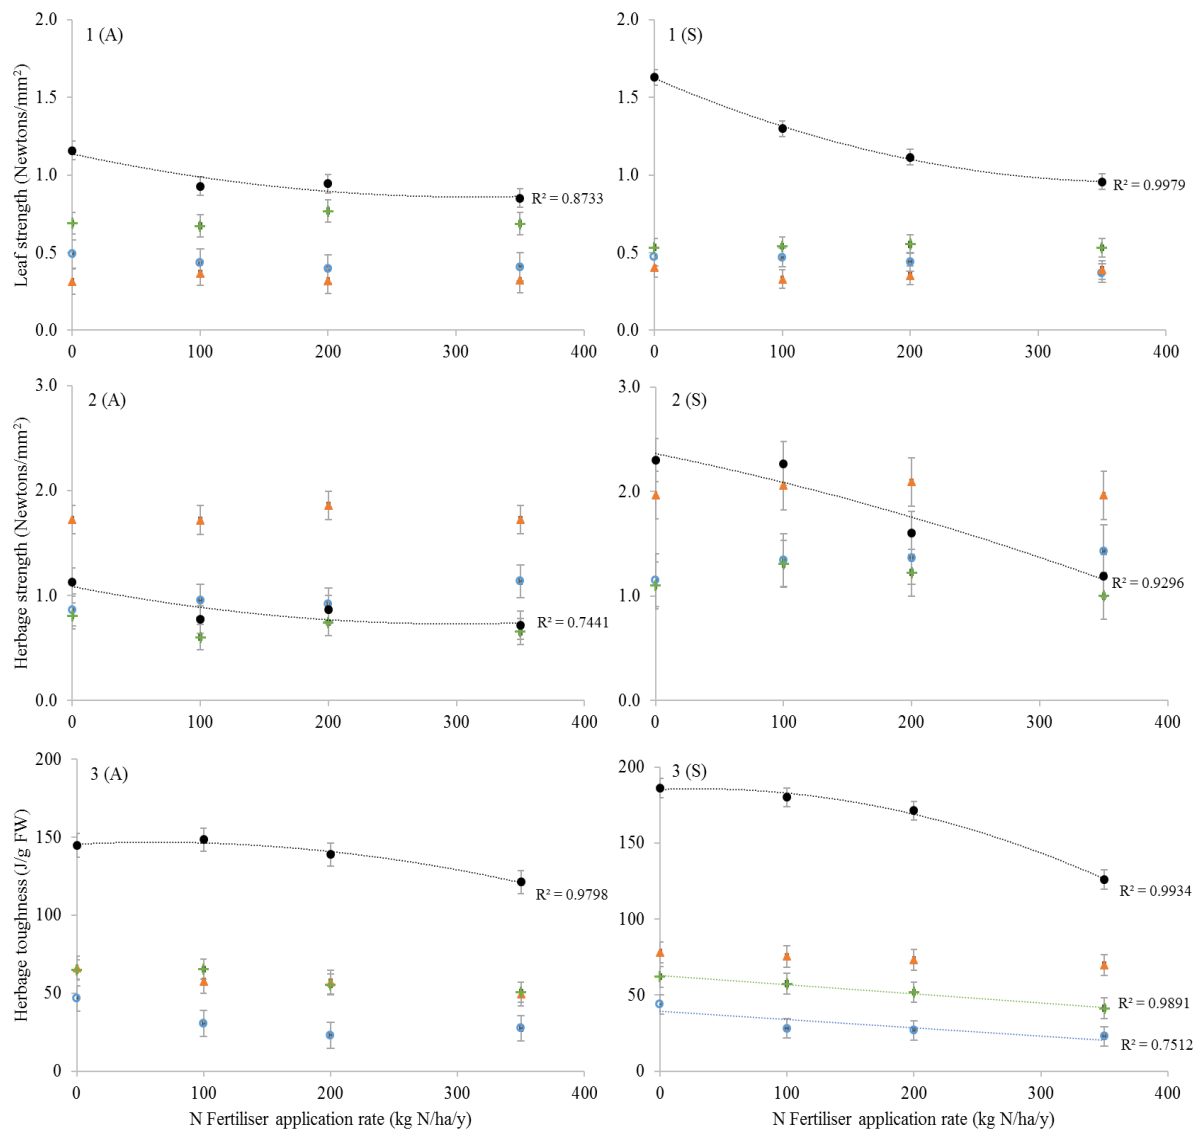 1 (A)
Leaf strength (Newtons/mm²)
2.0
1.5
1.0
0.5
0.0
R² = 0.8733
0 100 200 300 400
1 (S)
2.0
1.5
1.0
0.5
0.0
R² = 0.9979
0 100 200 300 400
2 (A)
Herbage strength (Newtons/mm²)
3.0
2.0
1.0
0.0
R² = 0.7441
0 100 200 300 400
2 (S)
3.0
2.0
1.0
0.0
R² = 0.9296
0 100 200 300 400
3 (A)
Herbage toughness (J/g FW)
200
150
100
50
0
R² = 0.9798
0 100 200 300 400
N Fertiliser application rate (kg N/ha/y)
3 (S)
200
150
100
50
0
R² = 0.9934
R² = 0.9891
R² = 0.7512
0 100 200 300 400
N Fertiliser application rate (kg N/ha/y)